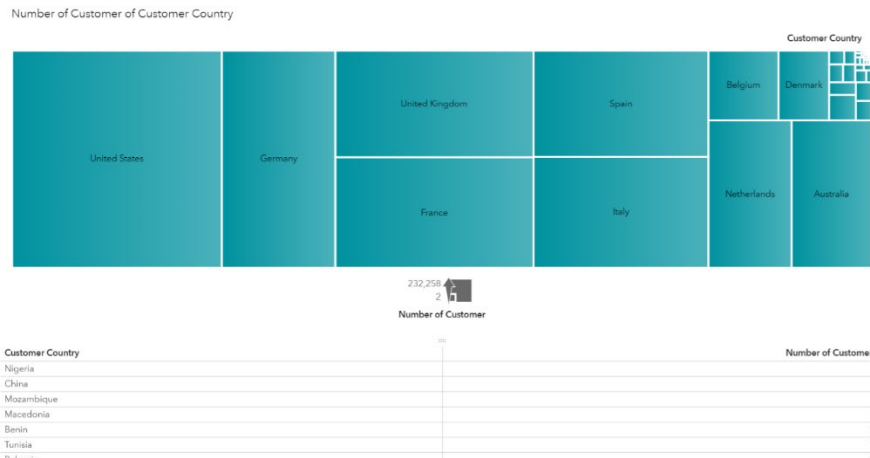 Number of Customer of Customer Country
Customer Country
United States
Germany
United Kingdom
Spain
Belgium
Denmark
France
Italy
Netherlands
Australia
232,258
2
Number of Customer
Customer Country Number of Custome
Nigeria
China
Mozambique
Macedonia
Benin
Tunisia